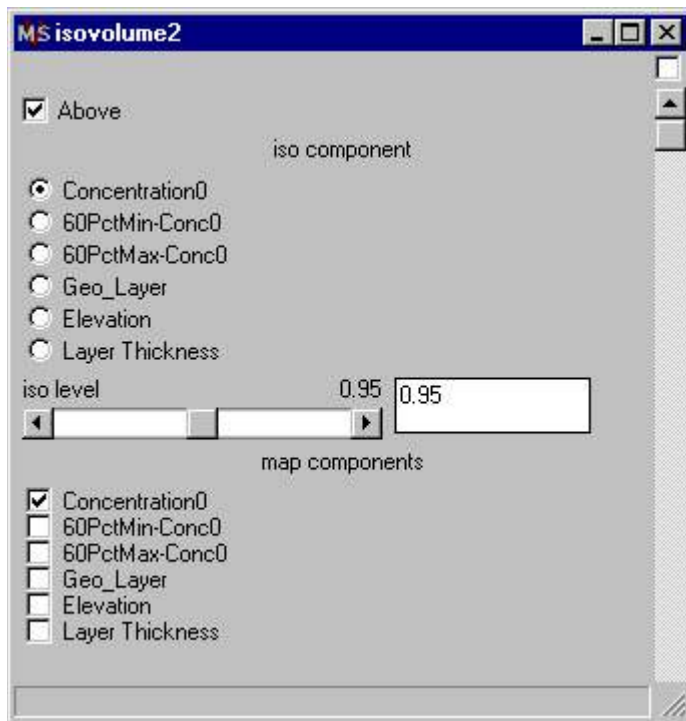 MS isovolume2
Above
iso component
Concentration0
60PctMin-Conc0
60PctMax-Conc0
Geo_Layer
Elevation
Layer Thickness
iso level 0.95 0.95
map components
Concentration0
60PctMin-Conc0
60PctMax-Conc0
Geo_Layer
Elevation
Layer Thickness